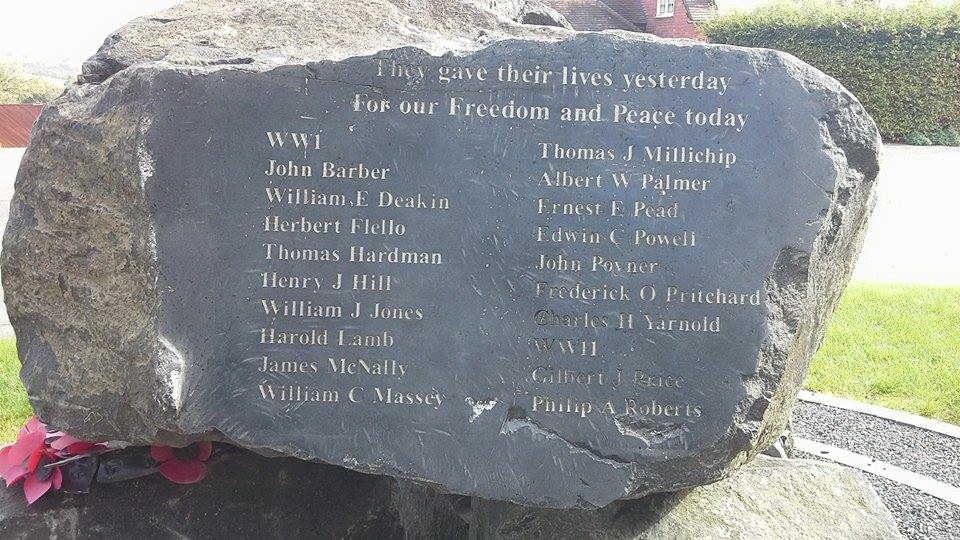 They gave their lives yesterday
For our Freedom and Peace today
WW1
John Barber
William E Deakin
Herbert Flello
Thomas Hardman
Henry J Hill
William J Jones
Harold Lamb
James McNally
William C Massey
Thomas J Millichip
Albert W Palmer
Ernest E Pead
Edwin C Powell
John Poyner
Frederick O Pritchard
Charles H Yarnold
WWII
Gilbert J Price
Philip A Roberts